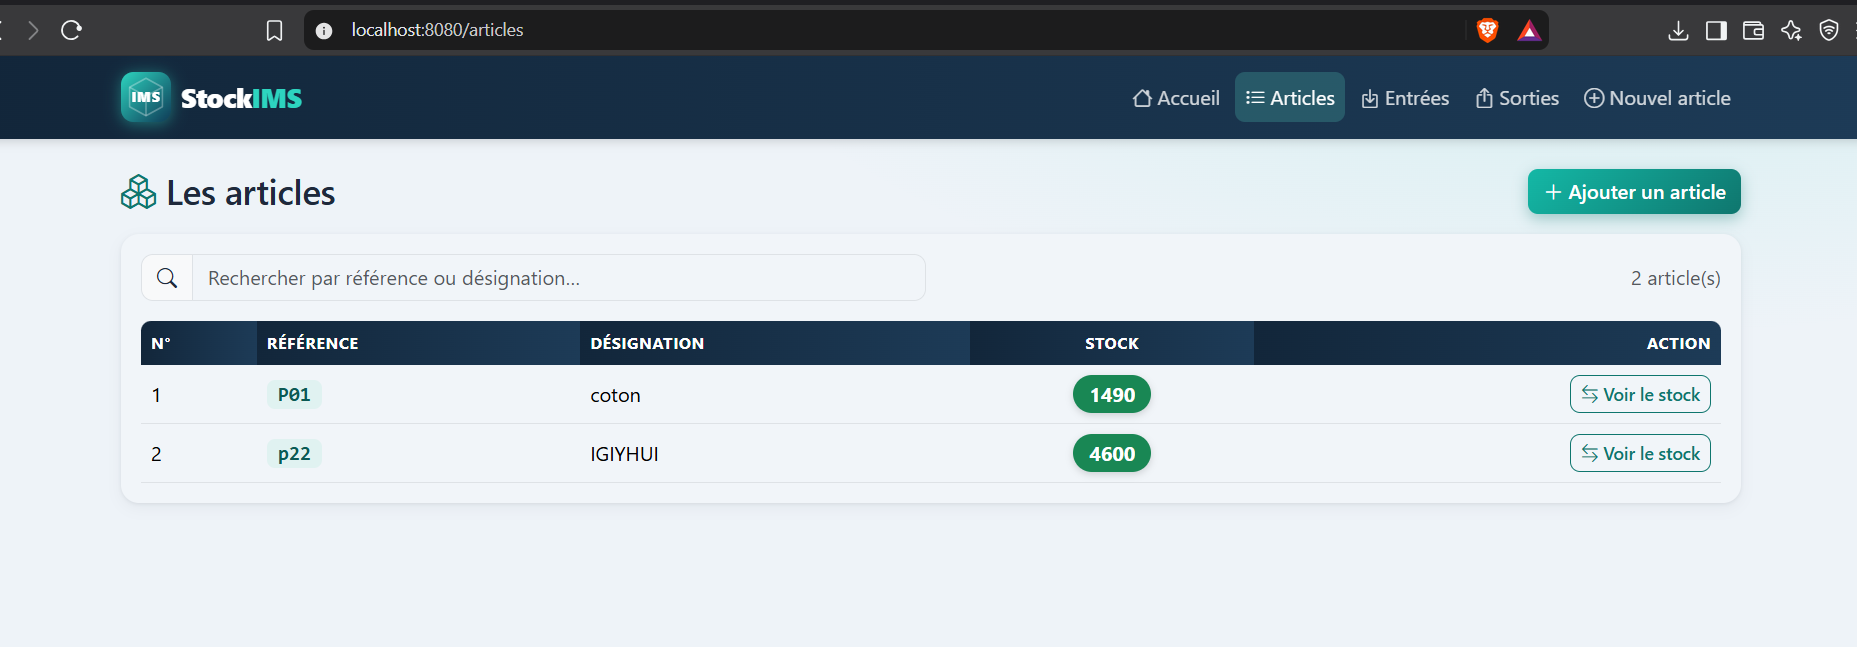 localhost:8080/articles
IMS StockIMS Accueil Articles Entrées Sorties Nouvel article
Les articles + Ajouter un article
Rechercher par référence ou désignation... 2 article(s)
N° RÉFÉRENCE DÉSIGNATION STOCK ACTION
1 P01 coton 1490 Voir le stock
2 p22 IGIYHUI 4600 Voir le stock